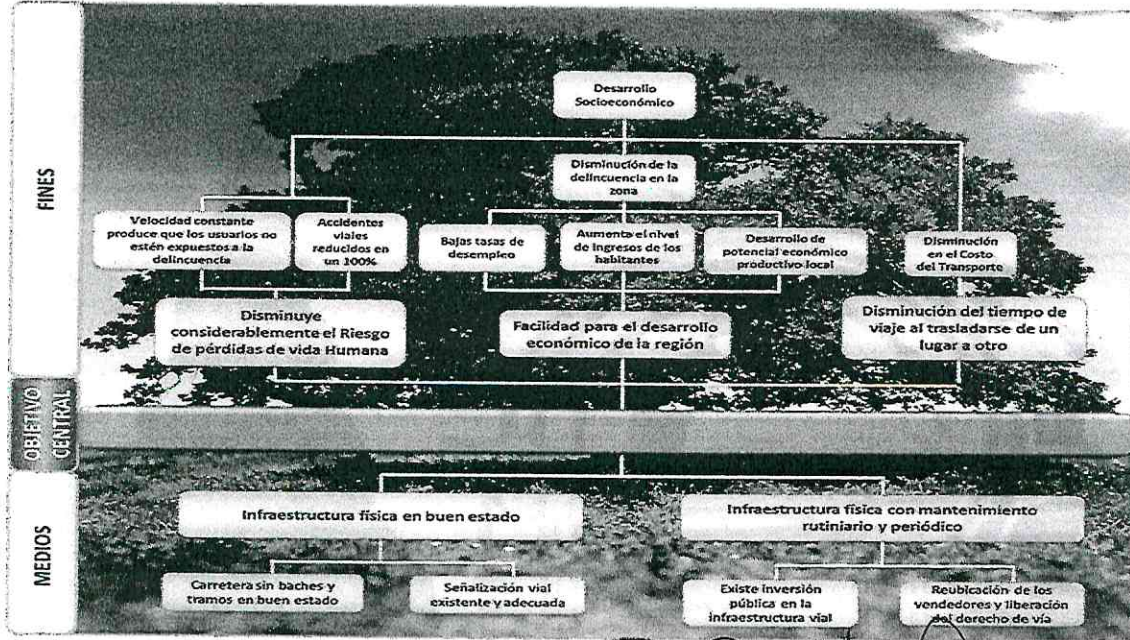 FINES
Desarrollo
Socioeconómico
Disminución de la
delincuencia en la
zona
Velocidad constante
produce que los usuarios no
estén expuestos a la
delincuencia
Accidentes
viales
reducidos en
un 100%
Bajas tasas de
desempleo
Aumenta el nivel
de ingresos de los
habitantes
Desarrollo de
potencial económico
productivo local
Disminución
en el Costo
del Transporte
Disminuye
considerablemente el Riesgo
de pérdidas de vida Humana
Facilidad para el desarrollo
económico de la región
Disminución del tiempo de
viaje al trasladarse de un
lugar a otro
OBJETIVO
CENTRAL
MEDIOS
Infraestructura física en buen estado
Infraestructura física con mantenimiento
rutiniario y periódico
Carretera sin baches y
tramos en buen estado
Señalización vial
existente y adecuada
Existe inversión
pública en la
infraestructura vial
Reubicación de los
vendedores y liberación
del derecho de vía